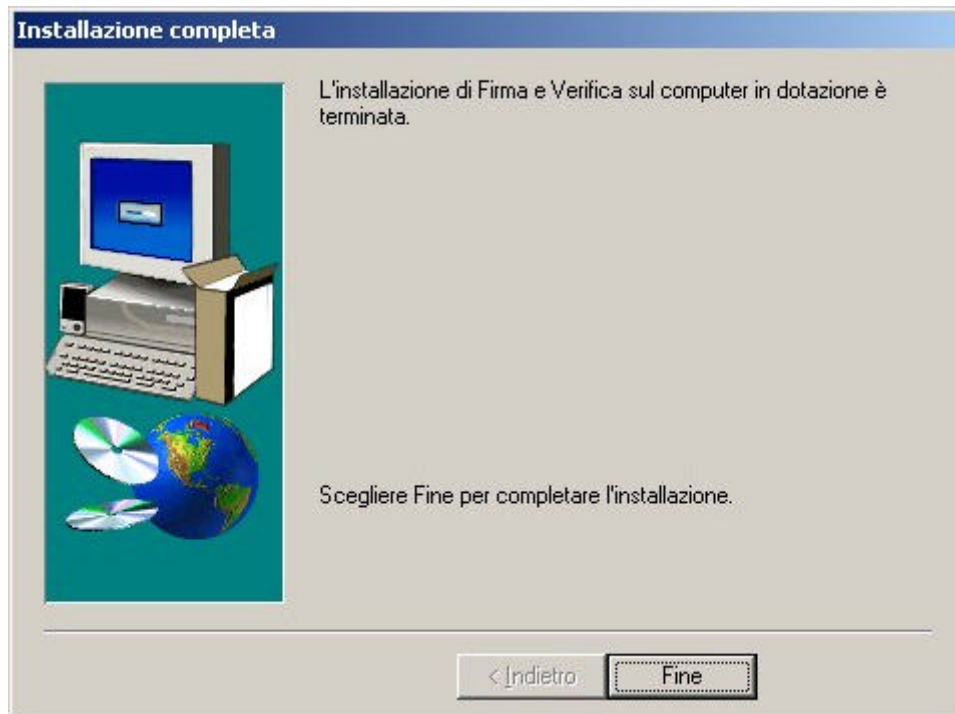 Installazione completa
L'installazione di Firma e Verifica sul computer in dotazione è
terminata.
Scegliere Fine per completare l'installazione.
< Indietro
Fine